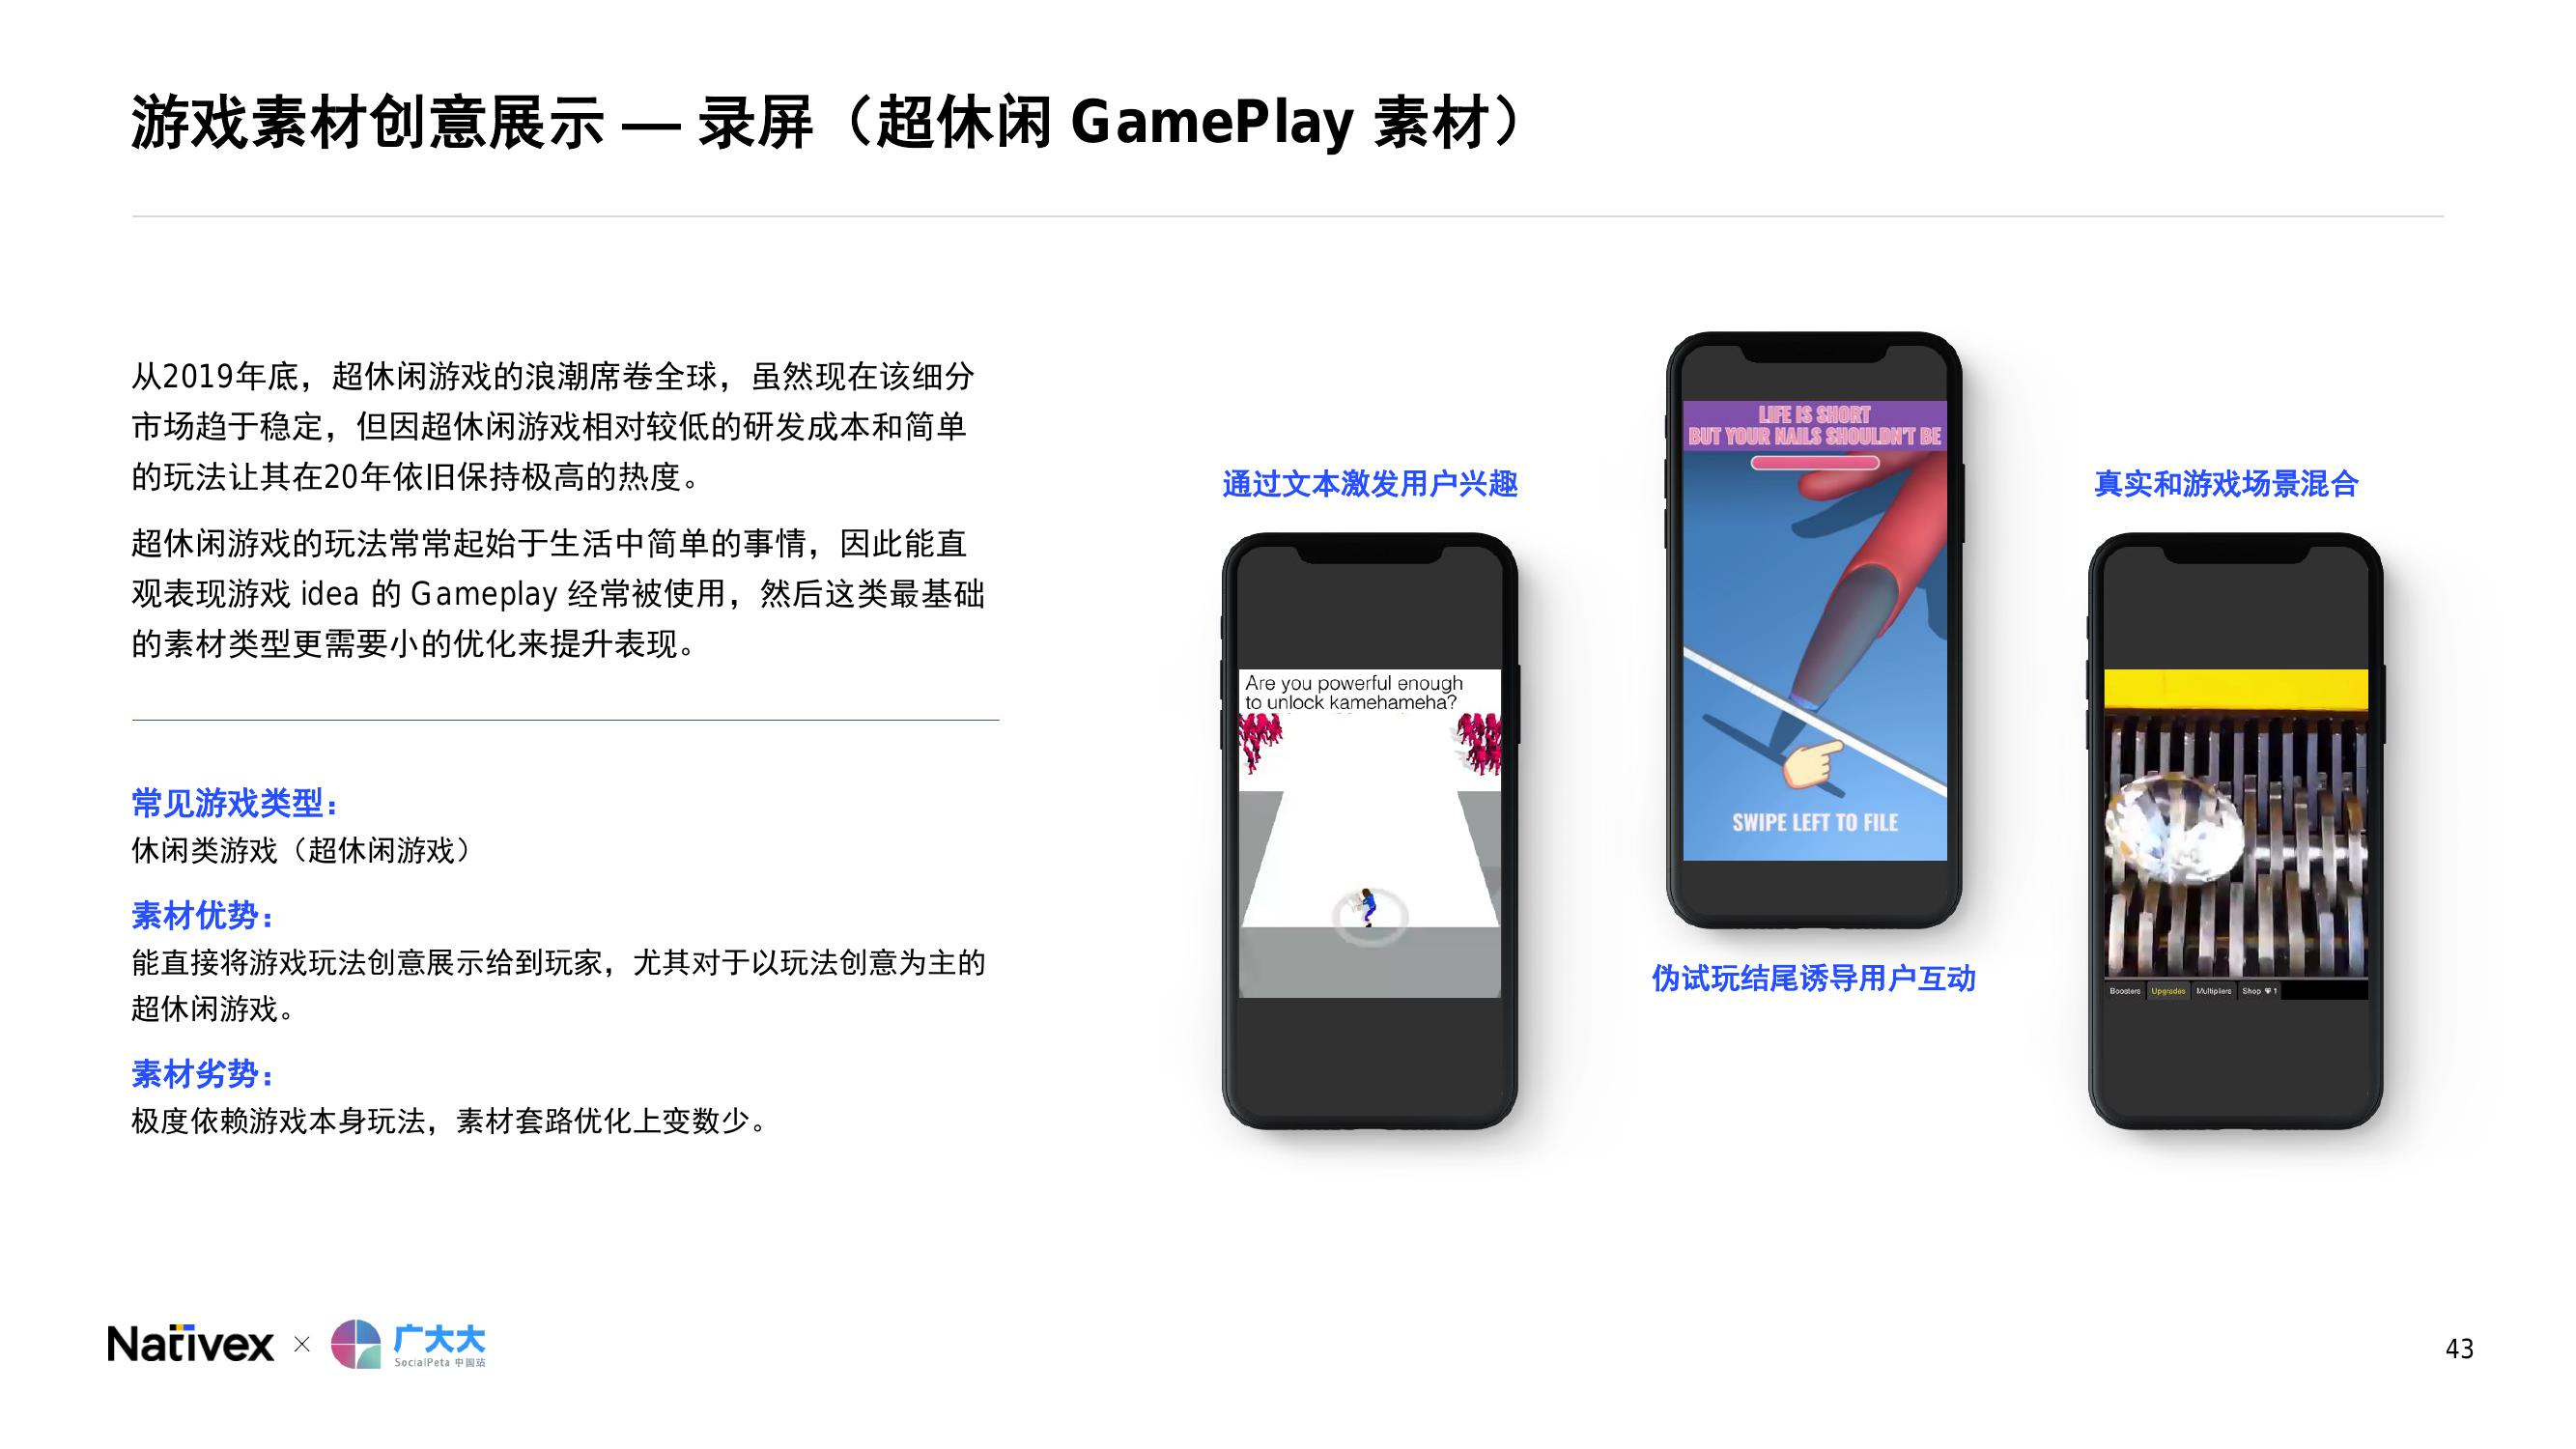 游戏素材创意展示 — 录屏（超休闲 GamePlay 素材）
从2019年底，超休闲游戏的浪潮席卷全球，虽然现在该细分
市场趋于稳定，但因超休闲游戏相对较低的研发成本和简单
的玩法让其在20年依旧保持极高的热度。
超休闲游戏的玩法常常起始于生活中简单的事情，因此能直
观表现游戏 idea 的 Gameplay 经常被使用，然后这类最基础
的素材类型更需要小的优化来提升表现。
常见游戏类型：
休闲类游戏（超休闲游戏）
素材优势：
能直接将游戏玩法创意展示给到玩家，尤其对于以玩法创意为主的
超休闲游戏。
素材劣势：
极度依赖游戏本身玩法，素材套路优化上变数少。
通过文本激发用户兴趣
Are you powerful enough
to unlock kamehameha?
LIFE IS SHORT
BUT YOUR NAILS SHOULDN'T BE
SWIPE LEFT TO FILE
伪试玩结尾诱导用户互动
真实和游戏场景混合
Boosters Upgrades Multipliers Shop 1
Nativex × 广大大
SocialPeta 中国站
43